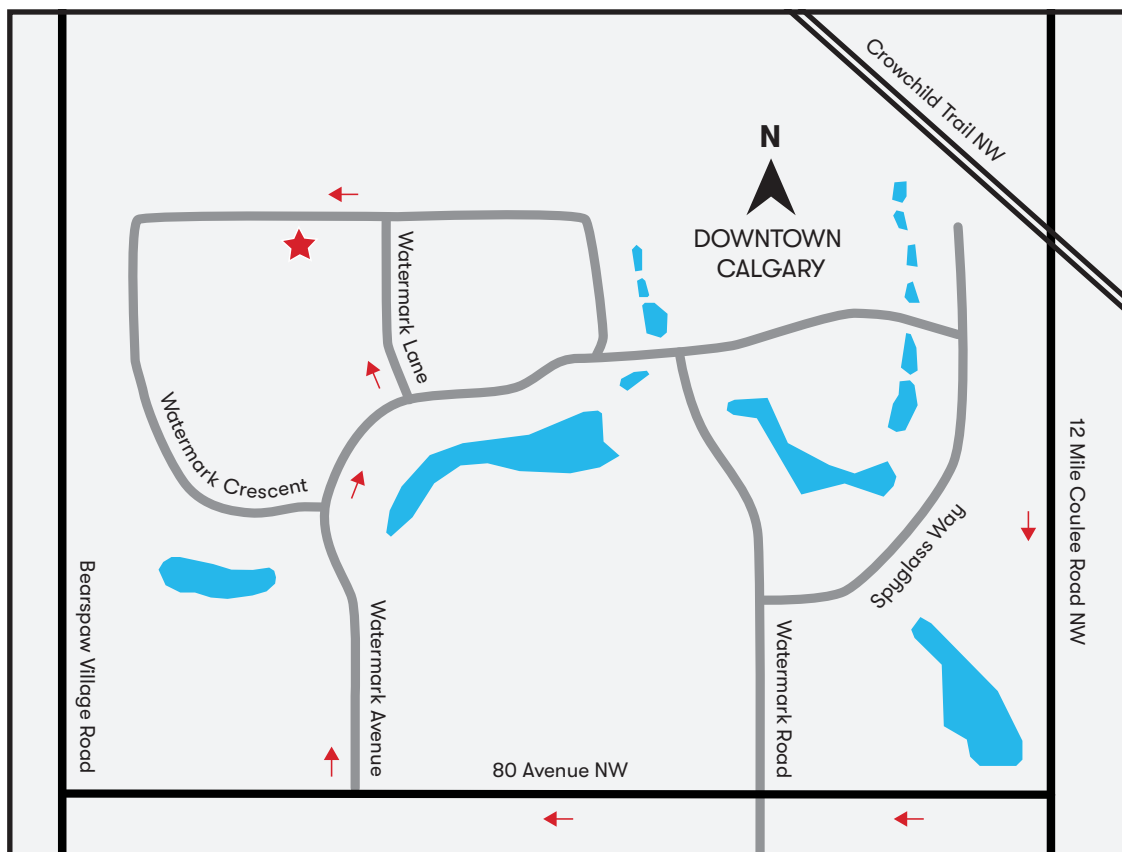 Crowchild Trail NW
N
DOWNTOWN
CALGARY
Watermark Lane
Watermark Crescent
12 Mile Coulee Road NW
Spyglass Way
Bearspaw Village Road
Watermark Avenue
Watermark Road
80 Avenue NW